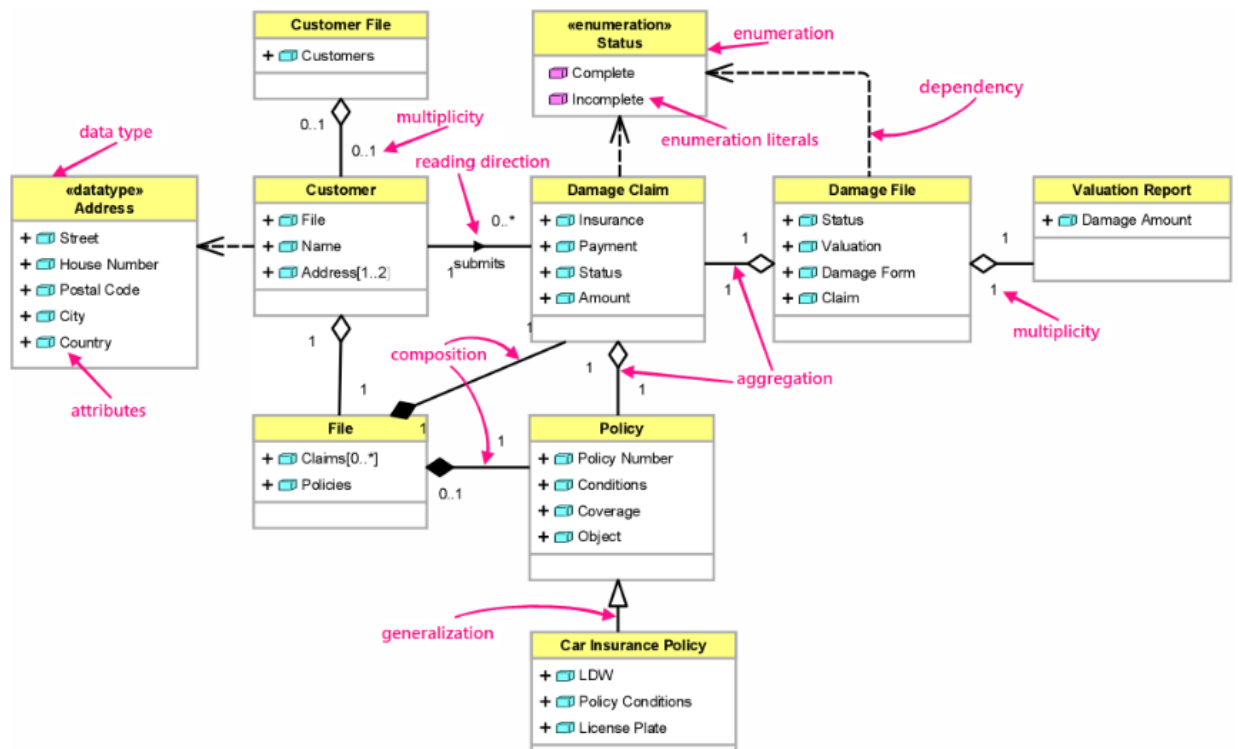 Customer File
+ Customers
«enumeration»
Status
Complete
Incomplete
enumeration
dependency
enumeration literals
0..1
0..1
multiplicity
reading direction
data type
«datatype»
Address
+ Street
+ House Number
+ Postal Code
+ City
+ Country
attributes
Customer
+ File
+ Name
+ Address[1..2]
0..*
submits
1
Damage Claim
+ Insurance
+ Payment
+ Status
+ Amount
1
1
Damage File
+ Status
+ Valuation
+ Damage Form
+ Claim
1
1
Valuation Report
+ Damage Amount
multiplicity
aggregation
1
1
composition
1
1
1
1
File
+ Claims[0..*]
+ Policies
1
0..1
Policy
+ Policy Number
+ Conditions
+ Coverage
+ Object
generalization
Car Insurance Policy
+ LDW
+ Policy Conditions
+ License Plate